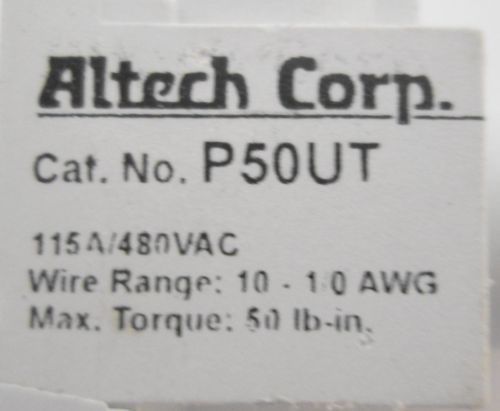 Altech Corp.
Cat. No. P50UT
115A/480VAC
Wire Range: 10 - 1/0 AWG
Max. Torque: 50 lb-in.